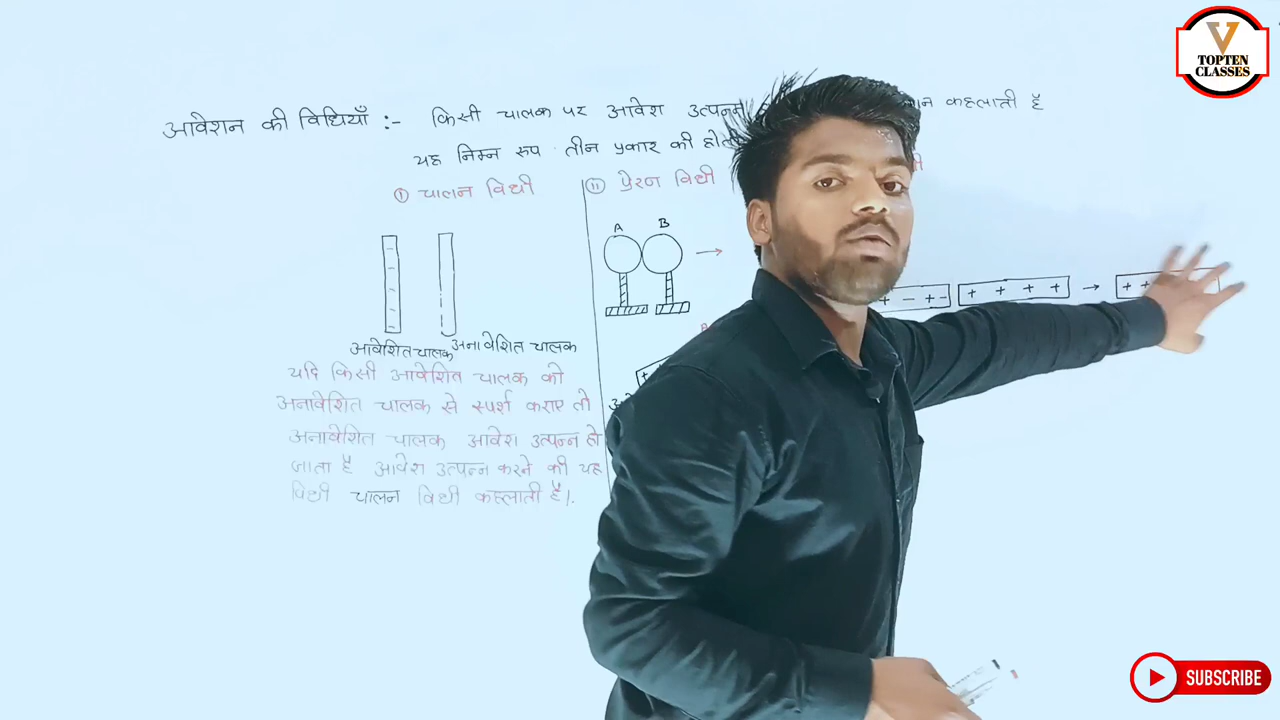 आवेशन की विधियाँ :- किसी चालक पर आवेश उत्पन्न कहलाती है
यह निम्न रूप तीन प्रकार की
① चालन विधी
ⅱ प्रेरण विधी
A B →
आवेशित चालक अनावेशित चालक
यदि किसी आवेशित चालक को
अनावेशित चालक से स्पर्श कराए तो
अनावेशित चालक आवेश उत्पन्न हो
जाता है आवेश उत्पन्न करने की यह
विधी चालन विधी कहलाती है।.
+ - + - + + + + → + +
V
TOPTEN
CLASSES
SUBSCRIBE